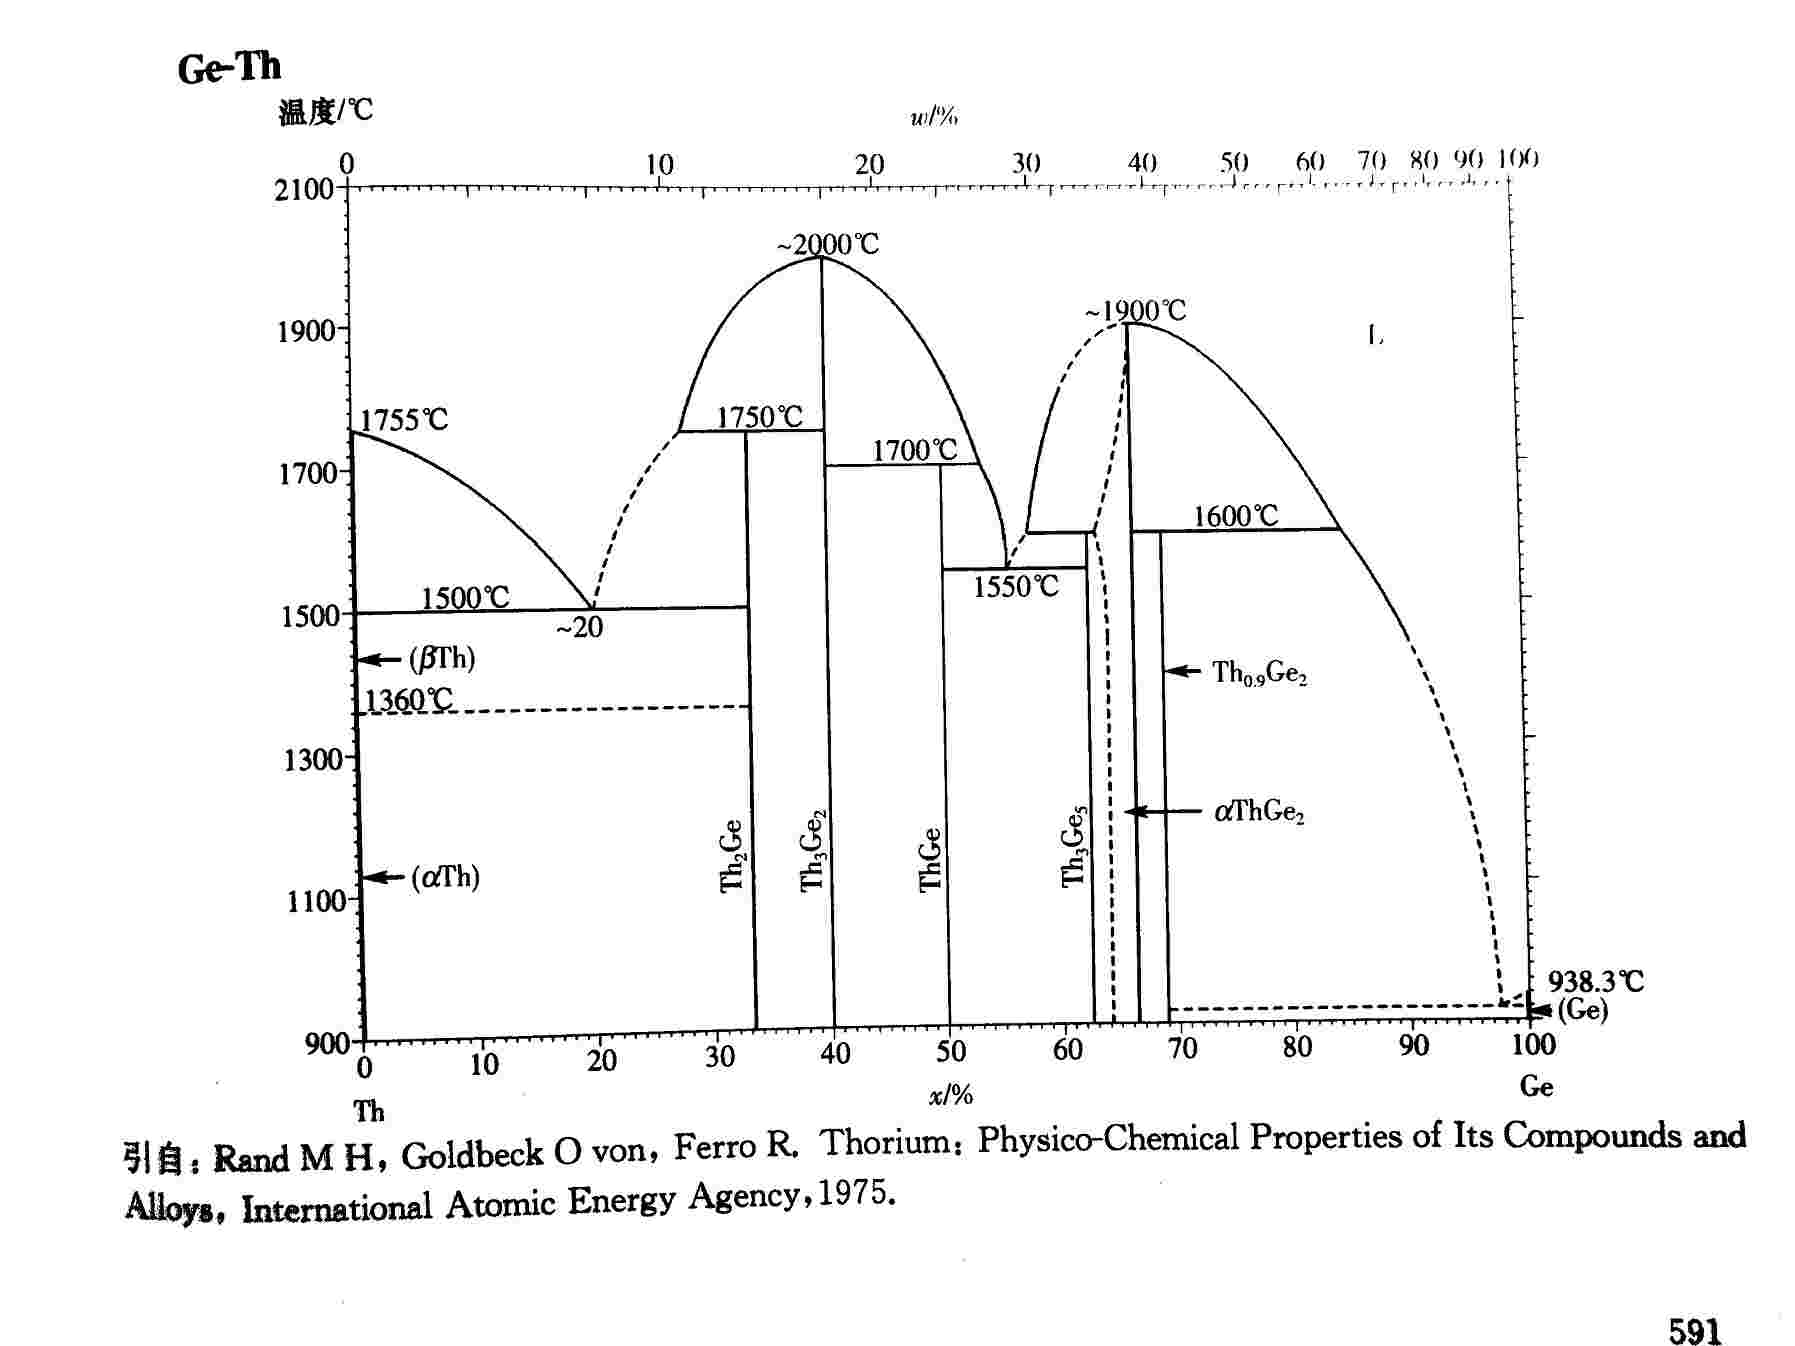 Ge-Th
温度/℃
w/%
0 10 20 30 40 50 60 70 80 90 100
2100
~2000℃
~1900℃
1900
L
1755℃
1750℃
1700℃
1700
1600℃
1550℃
1500℃
1500
~20
(βTh)
Th₀.₉Ge₂
1360℃
1300
αThGe₂
Th₂Ge
Th₃Ge₂
ThGe
Th₃Ge₅
(αTh)
1100
938.3℃
(Ge)
900
0 10 20 30 40 50 60 70 80 90 100
Th
x/%
Ge
引自：Rand M H, Goldbeck O von, Ferro R. Thorium: Physico-Chemical Properties of Its Compounds and
Alloys, International Atomic Energy Agency, 1975.
591